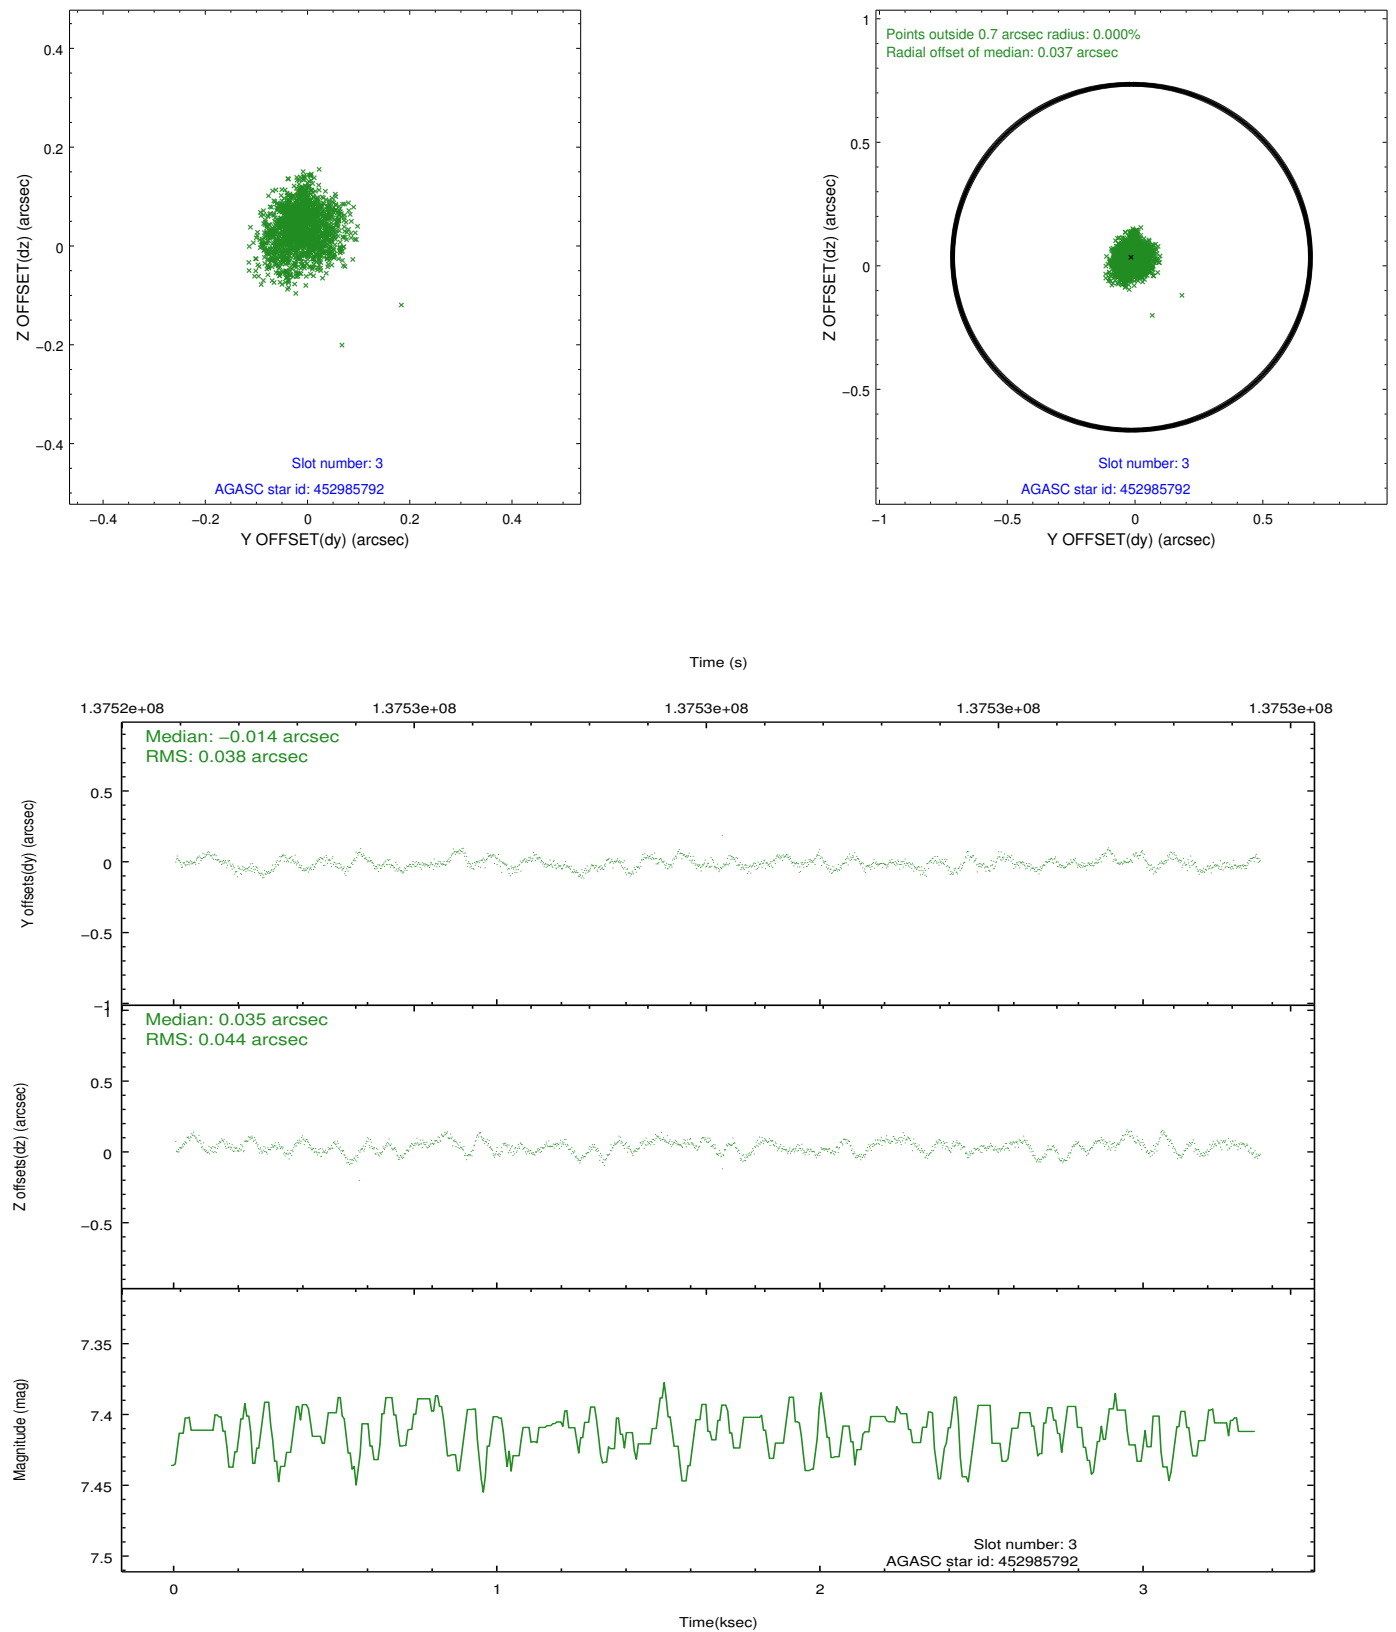 0.4
0.2
0
−0.2
−0.4
Z OFFSET(dz) (arcsec)
Slot number: 3
AGASC star id: 452985792
−0.4
−0.2
0
0.2
0.4
Y OFFSET(dy) (arcsec)
Points outside 0.7 arcsec radius: 0.000%
Radial offset of median: 0.037 arcsec
1
0.5
0
−0.5
Z OFFSET(dz) (arcsec)
Slot number: 3
AGASC star id: 452985792
−1
−0.5
0
0.5
Y OFFSET(dy) (arcsec)
Time (s)
1.3752e+08
1.3753e+08
1.3753e+08
1.3753e+08
1.3753e+08
Median: −0.014 arcsec
RMS: 0.038 arcsec
0.5
0
−0.5
−1
Y offsets(dy) (arcsec)
Median: 0.035 arcsec
RMS: 0.044 arcsec
1
0.5
0
−0.5
Z offsets(dz) (arcsec)
7.35
7.4
7.45
7.5
Magnitude (mag)
Slot number: 3
AGASC star id: 452985792
0
1
2
3
Time(ksec)